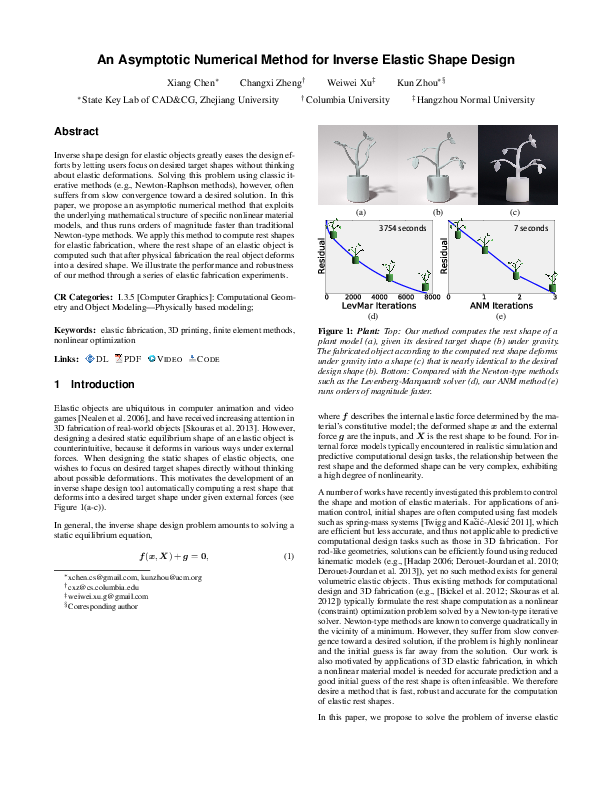 An Asymptotic Numerical Method for Inverse Elastic Shape Design
Xiang Chen* Changxi Zheng† Weiwei Xu‡ Kun Zhou*§
*State Key Lab of CAD&CG, Zhejiang University †Columbia University ‡Hangzhou Normal University
Abstract
Inverse shape design for elastic objects greatly eases the design ef-
forts by letting users focus on desired target shapes without thinking
about elastic deformations. Solving this problem using classic it-
erative methods (e.g., Newton-Raphson methods), however, often
suffers from slow convergence toward a desired solution. In this
paper, we propose an asymptotic numerical method that exploits
the underlying mathematical structure of specific nonlinear material
models, and thus runs orders of magnitude faster than traditional
Newton-type methods. We apply this method to compute rest shapes
for elastic fabrication, where the rest shape of an elastic object is
computed such that after physical fabrication the real object deforms
into a desired shape. We illustrate the performance and robustness
of our method through a series of elastic fabrication experiments.
CR Categories: I.3.5 [Computer Graphics]: Computational Geom-
etry and Object Modeling—Physically based modeling;
Keywords: elastic fabrication, 3D printing, finite element methods,
nonlinear optimization
Links: DL PDF VIDEO CODE
1 Introduction
Elastic objects are ubiquitous in computer animation and video
games [Nealen et al. 2006], and have received increasing attention in
3D fabrication of real-world objects [Skouras et al. 2013]. However,
designing a desired static equilibrium shape of an elastic object is
counterintuitive, because it deforms in various ways under external
forces. When designing the static shapes of elastic objects, one
wishes to focus on desired target shapes directly without thinking
about possible deformations. This motivates the development of an
inverse shape design tool automatically computing a rest shape that
deforms into a desired target shape under given external forces (see
Figure 1(a-c)).
In general, the inverse shape design problem amounts to solving a
static equilibrium equation,
f(x, X) + g = 0, (1)
*xchen.cs@gmail.com, kunzhou@acm.org
†cxz@cs.columbia.edu
‡weiwei.xu.g@gmail.com
§Corresponding author
(a) (b) (c)
Residual
3754 seconds
0 2000 4000 6000 8000
LevMar Iterations
(d)
Residual
7 seconds
0 1 2 3
ANM Iterations
(e)
Figure 1: Plant: Top: Our method computes the rest shape of a
plant model (a), given its desired target shape (b) under gravity.
The fabricated object according to the computed rest shape deforms
under gravity into a shape (c) that is nearly identical to the desired
design shape (b). Bottom: Compared with the Newton-type methods
such as the Levenberg-Marquardt solver (d), our ANM method (e)
runs orders of magnitude faster.
where f describes the internal elastic force determined by the ma-
terial's constitutive model; the deformed shape x and the external
force g are the inputs, and X is the rest shape to be found. For in-
ternal force models typically encountered in realistic simulation and
predictive computational design tasks, the relationship between the
rest shape and the deformed shape can be very complex, exhibiting
a high degree of nonlinearity.
A number of works have recently investigated this problem to control
the shape and motion of elastic materials. For applications of ani-
mation control, initial shapes are often computed using fast models
such as spring-mass systems [Twigg and Kačić-Alesić 2011], which
are efficient but less accurate, and thus not applicable to predictive
computational design tasks such as those in 3D fabrication. For
rod-like geometries, solutions can be efficiently found using reduced
kinematic models (e.g., [Hadap 2006; Derouet-Jourdan et al. 2010;
Derouet-Jourdan et al. 2013]), yet no such method exists for general
volumetric elastic objects. Thus existing methods for computational
design and 3D fabrication (e.g., [Bickel et al. 2012; Skouras et al.
2012]) typically formulate the rest shape computation as a nonlinear
(constraint) optimization problem solved by a Newton-type iterative
solver. Newton-type methods are known to converge quadratically in
the vicinity of a minimum. However, they suffer from slow conver-
gence toward a desired solution, if the problem is highly nonlinear
and the initial guess is far away from the solution. Our work is
also motivated by applications of 3D elastic fabrication, in which
a nonlinear material model is needed for accurate prediction and a
good initial guess of the rest shape is often infeasible. We therefore
desire a method that is fast, robust and accurate for the computation
of elastic rest shapes.
In this paper, we propose to solve the problem of inverse elastic